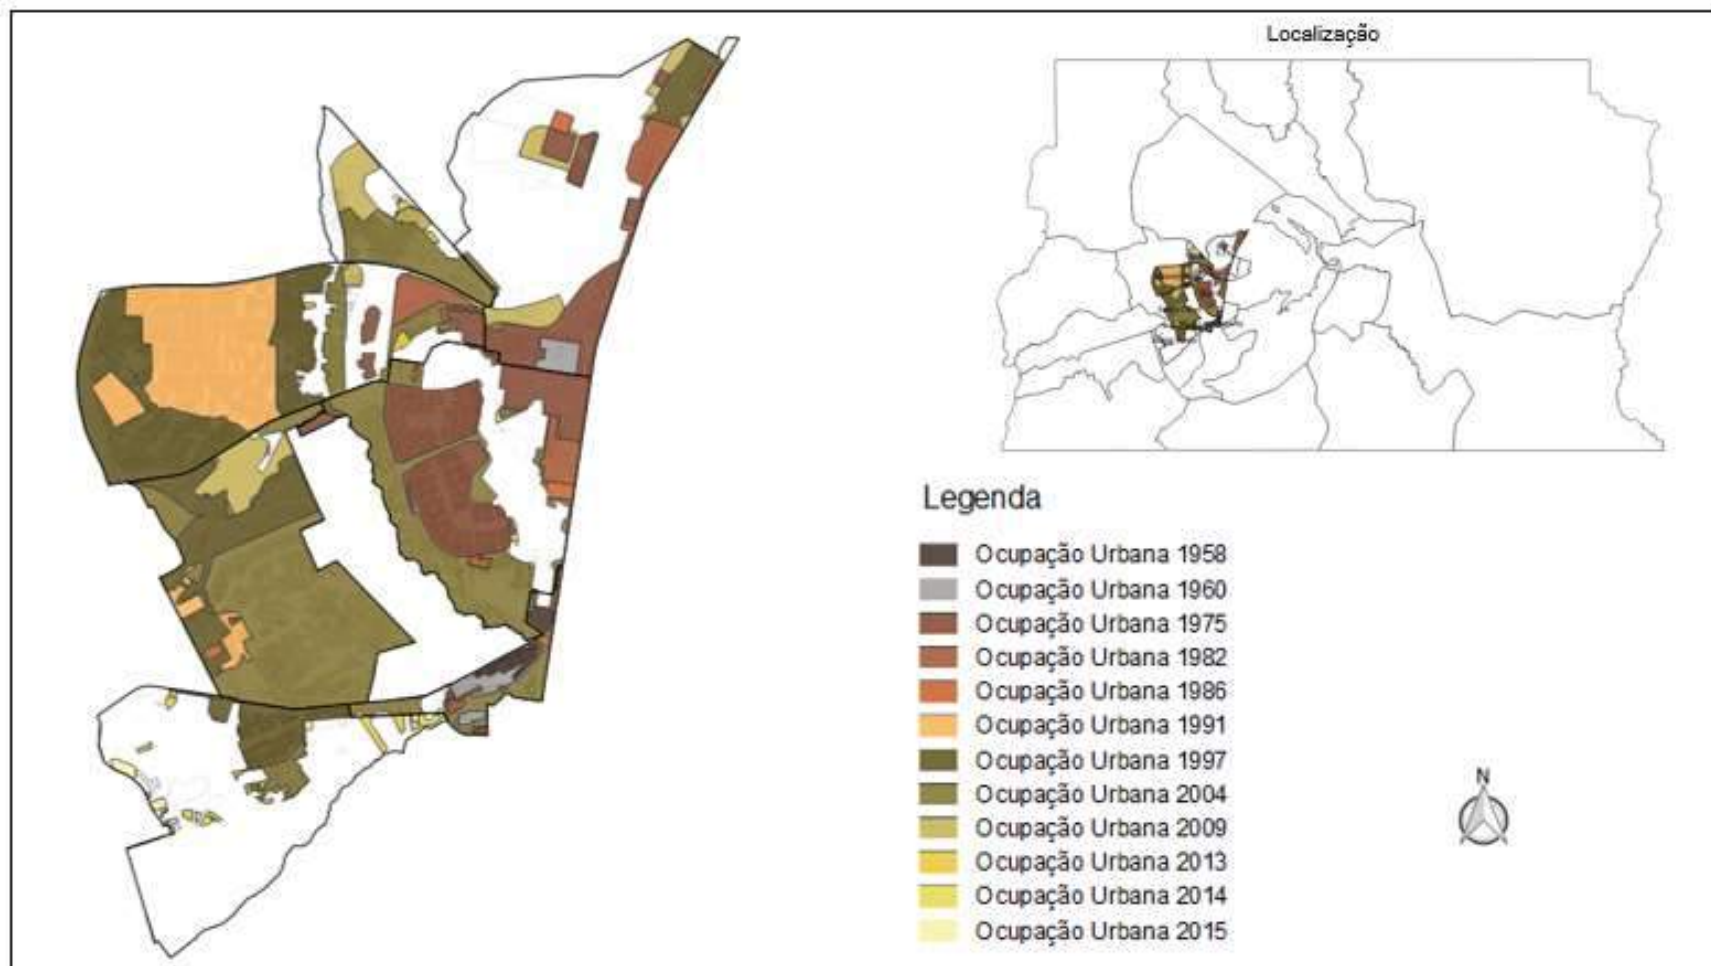 Localização
Legenda
Ocupação Urbana 1958
Ocupação Urbana 1960
Ocupação Urbana 1975
Ocupação Urbana 1982
Ocupação Urbana 1986
Ocupação Urbana 1991
Ocupação Urbana 1997
Ocupação Urbana 2004
Ocupação Urbana 2009
Ocupação Urbana 2013
Ocupação Urbana 2014
Ocupação Urbana 2015
N